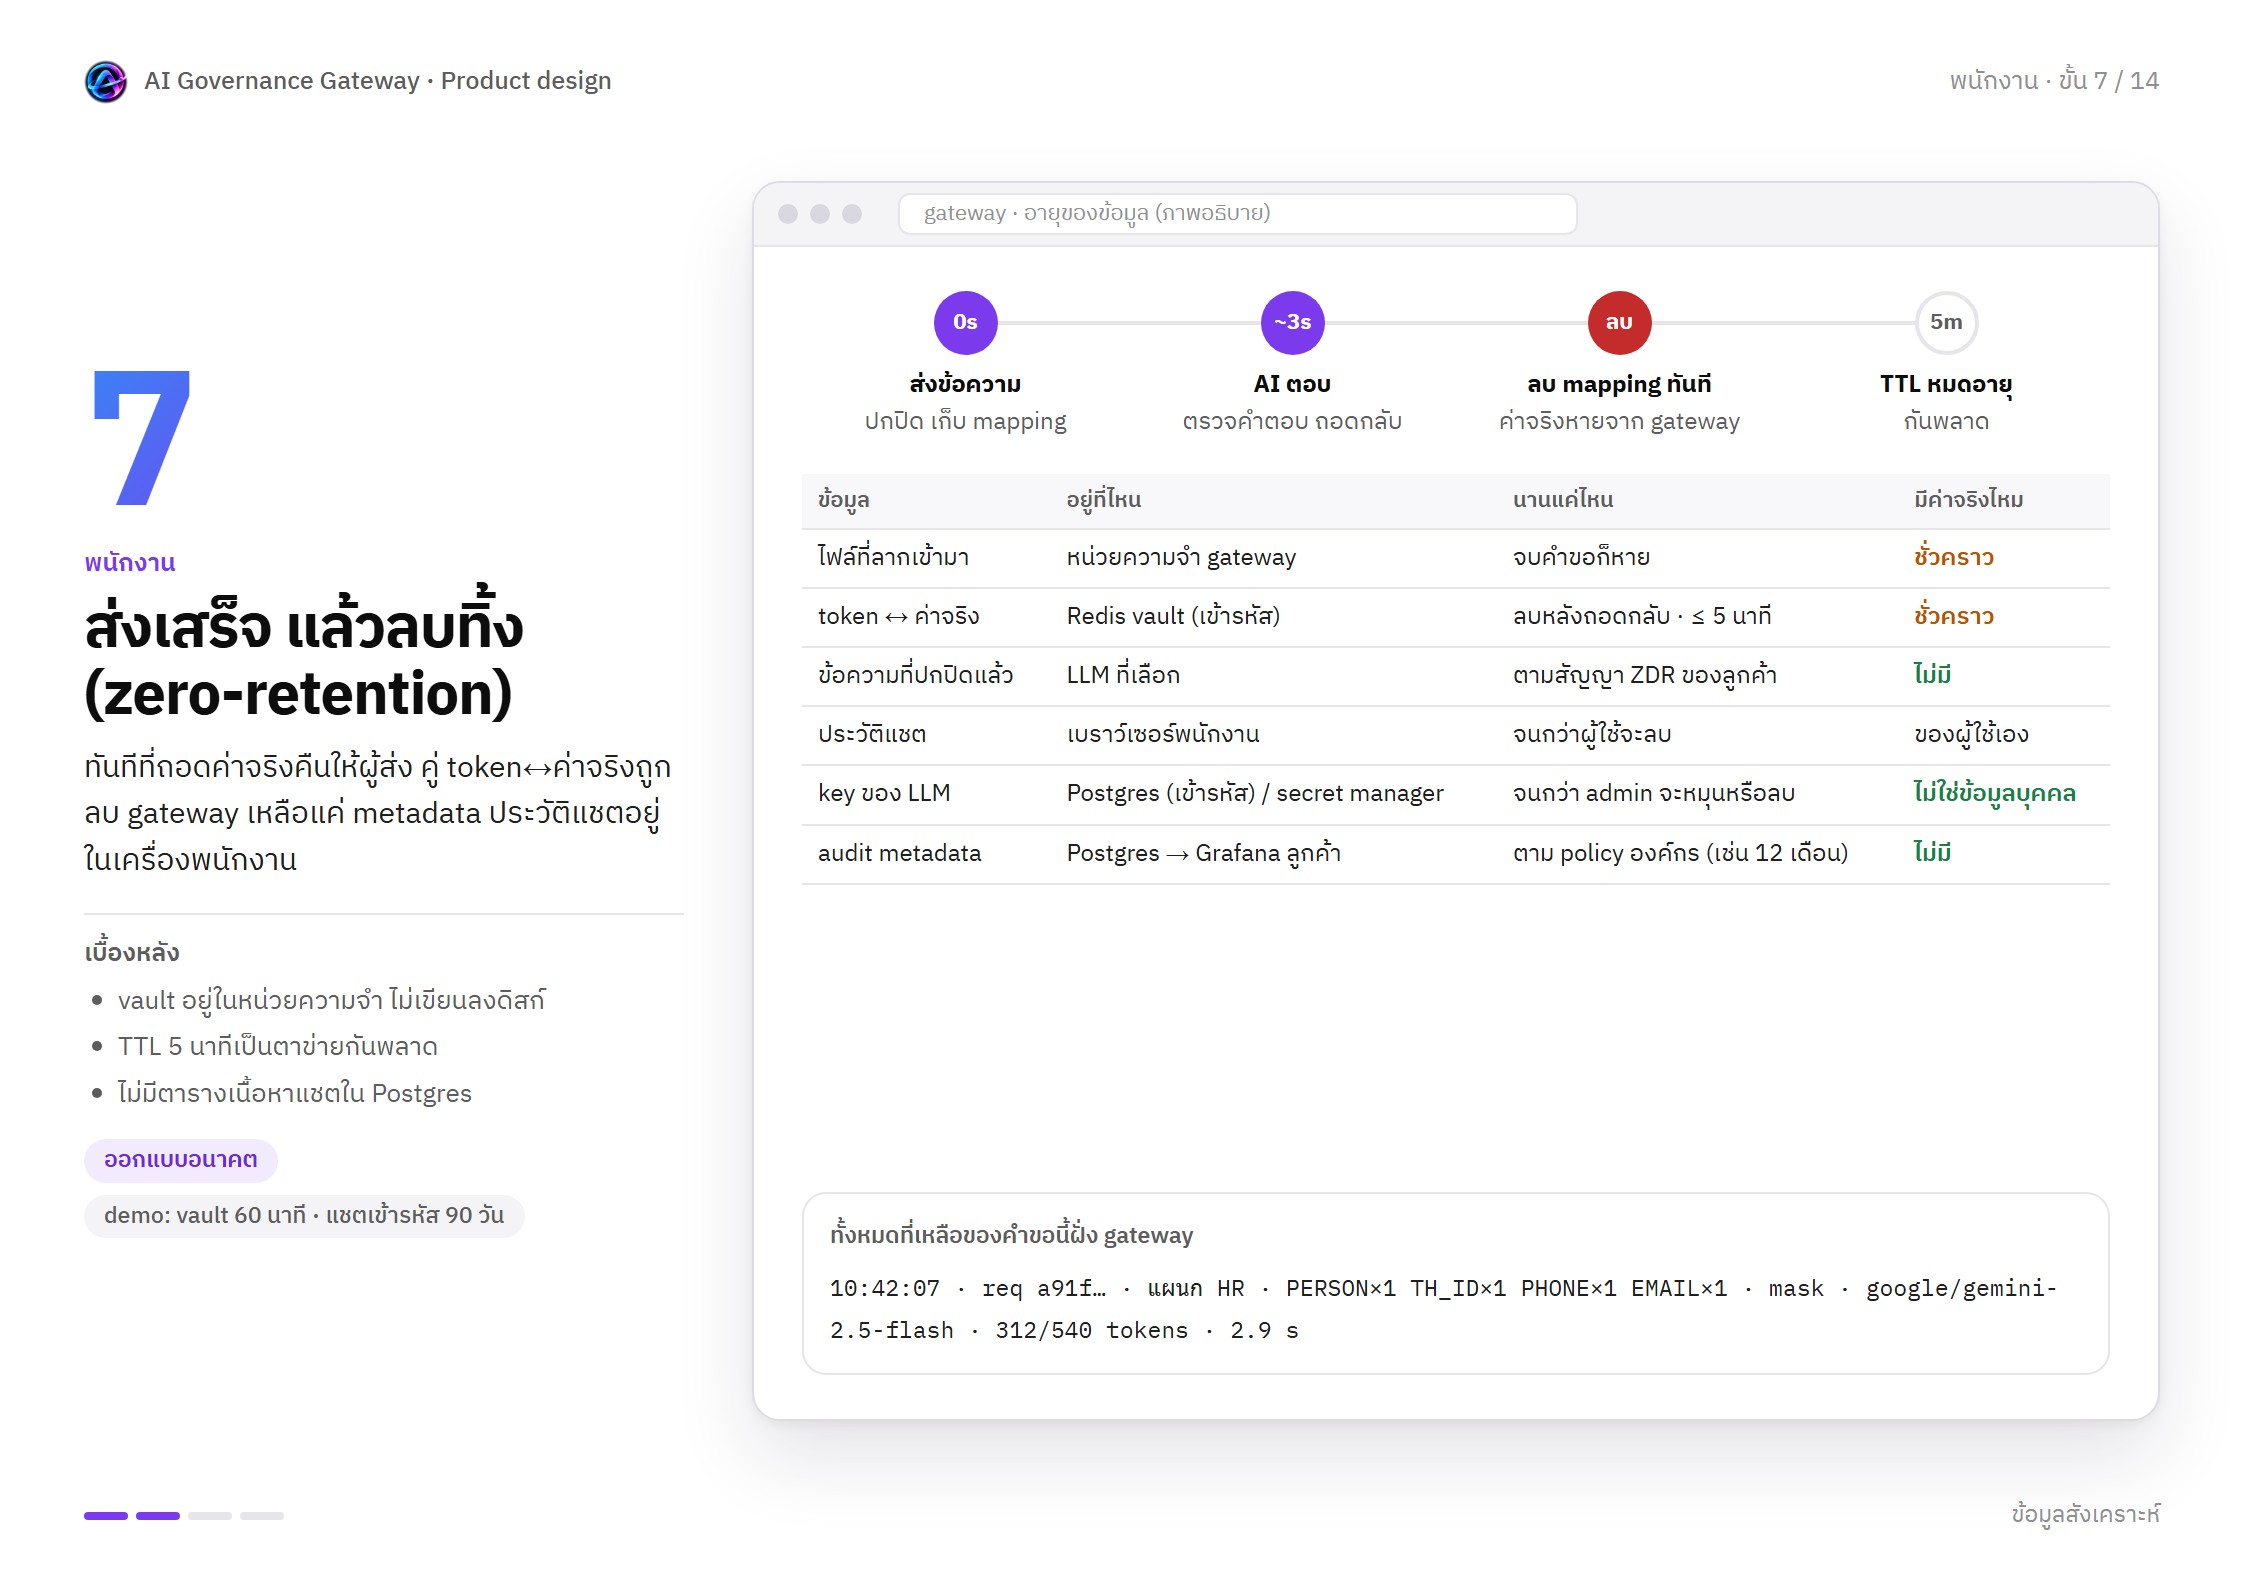 AI Governance Gateway · Product design
พนักงาน · ขั้น 7 / 14
7
พนักงาน
ส่งเสร็จ แล้วลบทิ้ง
(zero-retention)
ทันทีที่ถอดค่าจริงคืนให้ผู้ส่ง คู่ token↔ค่าจริงถูก
ลบ gateway เหลือแค่ metadata ประวัติแชตอยู่
ในเครื่องพนักงาน
เบื้องหลัง
• vault อยู่ในหน่วยความจำ ไม่เขียนลงดิสก์
• TTL 5 นาทีเป็นตาข่ายกันพลาด
• ไม่มีตารางเนื้อหาแชตใน Postgres
ออกแบบอนาคต
demo: vault 60 นาที · แชตเข้ารหัส 90 วัน
gateway · อายุของข้อมูล (ภาพอธิบาย)
0s ~3s ลบ 5m
ส่งข้อความ AI ตอบ ลบ mapping ทันที TTL หมดอายุ
ปกปิด เก็บ mapping ตรวจคำตอบ ถอดกลับ ค่าจริงหายจาก gateway กันพลาด
ข้อมูล อยู่ที่ไหน นานแค่ไหน มีค่าจริงไหม
ไฟล์ที่ลากเข้ามา หน่วยความจำ gateway จบคำขอก็หาย ชั่วคราว
token ↔ ค่าจริง Redis vault (เข้ารหัส) ลบหลังถอดกลับ · ≤ 5 นาที ชั่วคราว
ข้อความที่ปกปิดแล้ว LLM ที่เลือก ตามสัญญา ZDR ของลูกค้า ไม่มี
ประวัติแชต เบราว์เซอร์พนักงาน จนกว่าผู้ใช้จะลบ ของผู้ใช้เอง
key ของ LLM Postgres (เข้ารหัส) / secret manager จนกว่า admin จะหมุนหรือลบ ไม่ใช่ข้อมูลบุคคล
audit metadata Postgres → Grafana ลูกค้า ตาม policy องค์กร (เช่น 12 เดือน) ไม่มี
ทั้งหมดที่เหลือของคำขอนี้ฝั่ง gateway
10:42:07 · req a91f… · แผนก HR · PERSON×1 TH_ID×1 PHONE×1 EMAIL×1 · mask · google/gemini-
2.5-flash · 312/540 tokens · 2.9 s
ข้อมูลสังเคราะห์